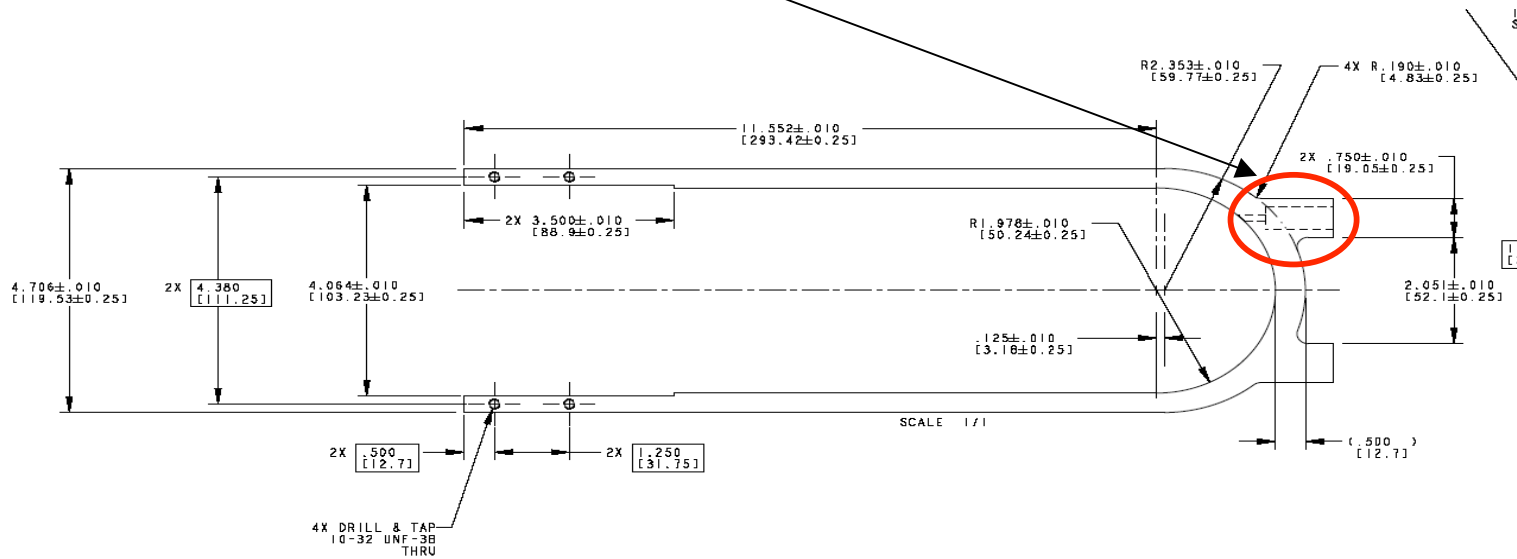 R2.353±.010
[59.77±0.25]
4X R.190±.010
[4.83±0.25]
11.552±.010
[293.42±0.25]
2X .750±.010
[19.05±0.25]
2X 3.500±.010
[88.9±0.25]
R1.978±.010
[50.24±0.25]
4.706±.010
[119.53±0.25]
2X 4.380
[111.25]
4.064±.010
[103.23±0.25]
2.051±.010
[52.1±0.25]
.125±.010
[3.18±0.25]
SCALE 1/1
2X .500
[12.7]
2X 1.250
[31.75]
(.500 )
[12.7]
4X DRILL & TAP
10-32 UNF-3B
THRU